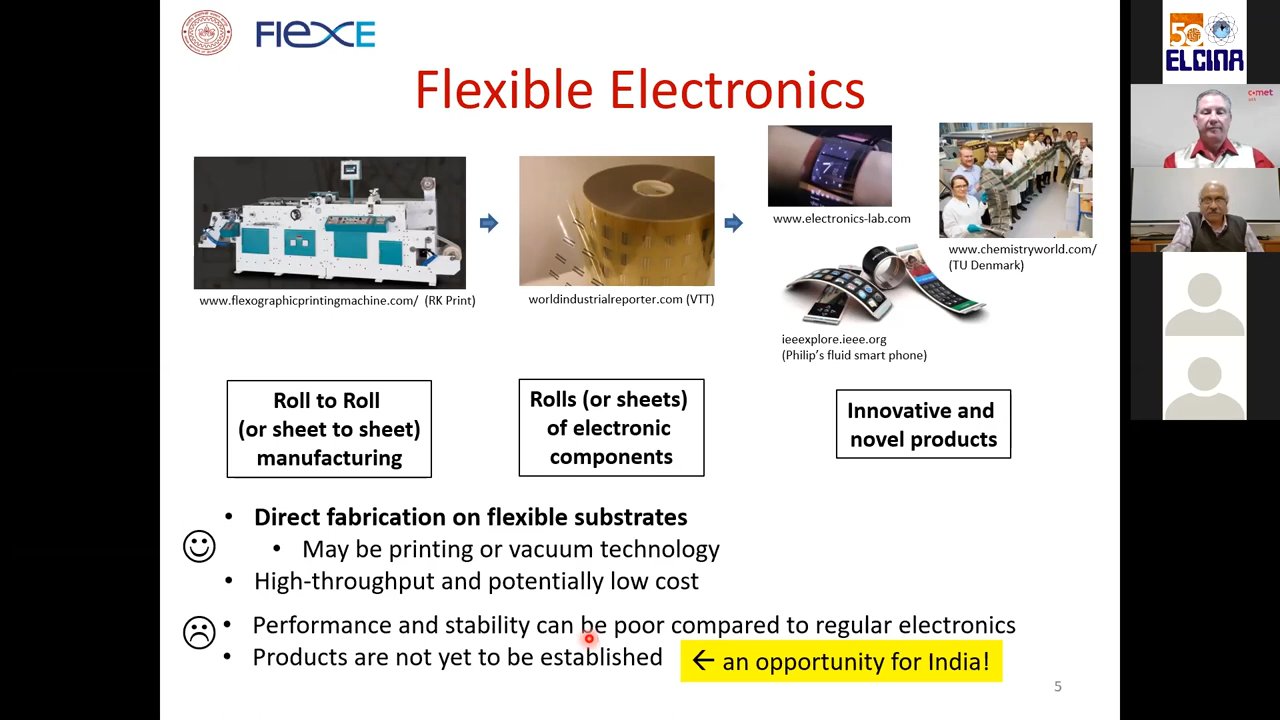 FlexE
Flexible Electronics
www.flexographicprintingmachine.com/ (RK Print)
worldindustrialreporter.com (VTT)
www.electronics-lab.com
www.chemistryworld.com/
(TU Denmark)
ieeexplore.ieee.org
(Philip's fluid smart phone)
Roll to Roll
(or sheet to sheet)
manufacturing
Rolls (or sheets)
of electronic
components
Innovative and
novel products
• Direct fabrication on flexible substrates
• May be printing or vacuum technology
• High-throughput and potentially low cost
• Performance and stability can be poor compared to regular electronics
• Products are not yet to be established
← an opportunity for India!
5
50
ELCINA
comet